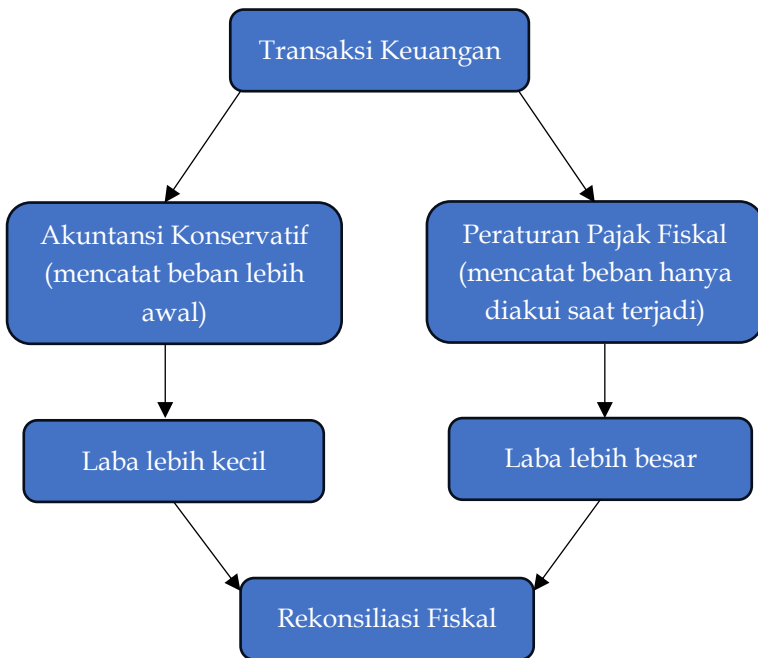 Transaksi Keuangan
Akuntansi Konservatif
(mencatat beban lebih
awal)
Peraturan Pajak Fiskal
(mencatat beban hanya
diakui saat terjadi)
Laba lebih kecil
Laba lebih besar
Rekonsiliasi Fiskal